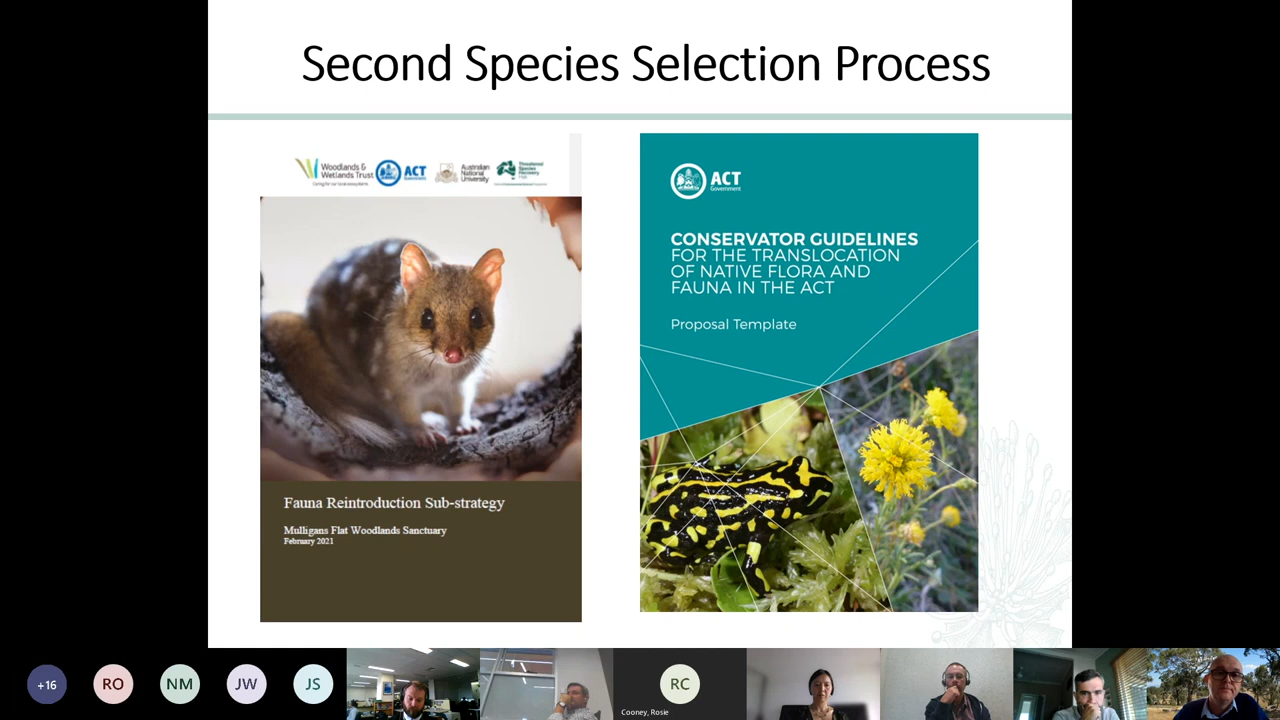 Second Species Selection Process
Woodlands &
Wetlands Trust
ACT
Government
Australian
National
University
Threatened
Species
Recovery
Fauna Reintroduction Sub-strategy
Mulligans Flat Woodlands Sanctuary
February 2021
ACT
Government
CONSERVATOR GUIDELINES
FOR THE TRANSLOCATION
OF NATIVE FLORA AND
FAUNA IN THE ACT
Proposal Template
+16
RO
NM
JW
JS
RC
Cooney, Rosie